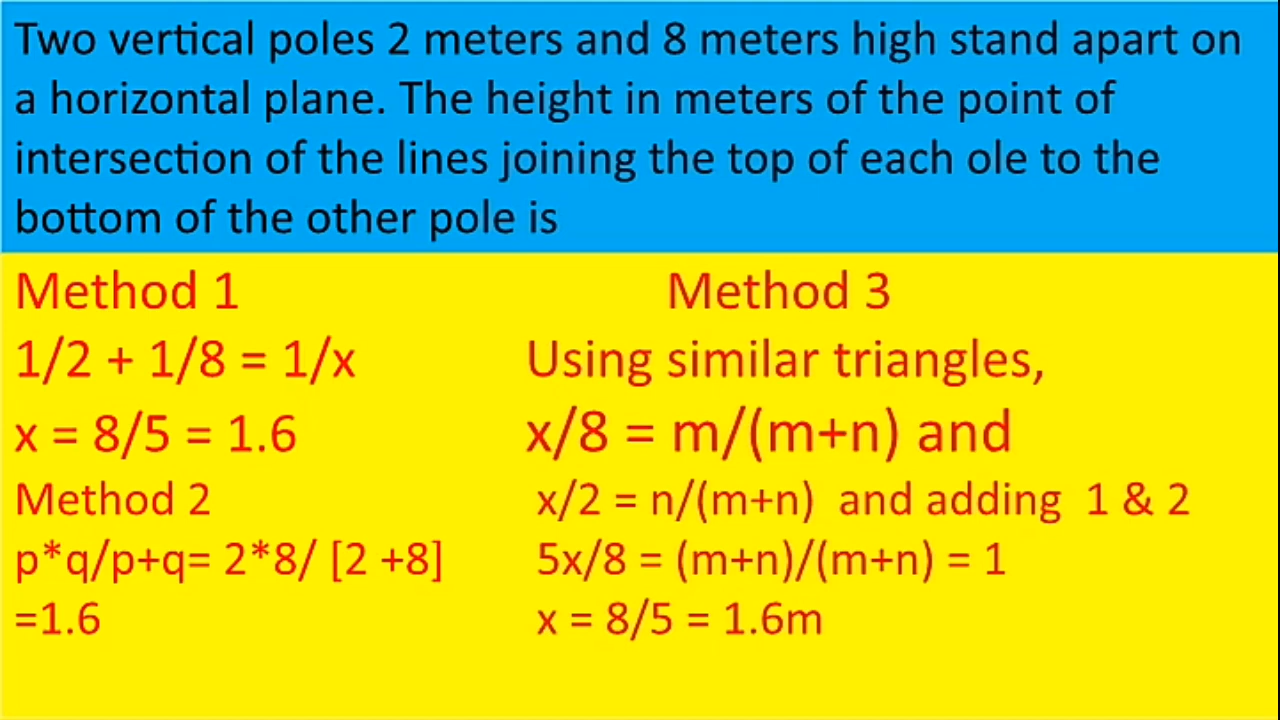 Two vertical poles 2 meters and 8 meters high stand apart on
a horizontal plane. The height in meters of the point of
intersection of the lines joining the top of each ole to the
bottom of the other pole is
Method 1
1/2 + 1/8 = 1/x
x = 8/5 = 1.6
Method 2
p*q/p+q= 2*8/ [2 +8]
=1.6
Method 3
Using similar triangles,
x/8 = m/(m+n) and
x/2 = n/(m+n) and adding 1 & 2
5x/8 = (m+n)/(m+n) = 1
x = 8/5 = 1.6m